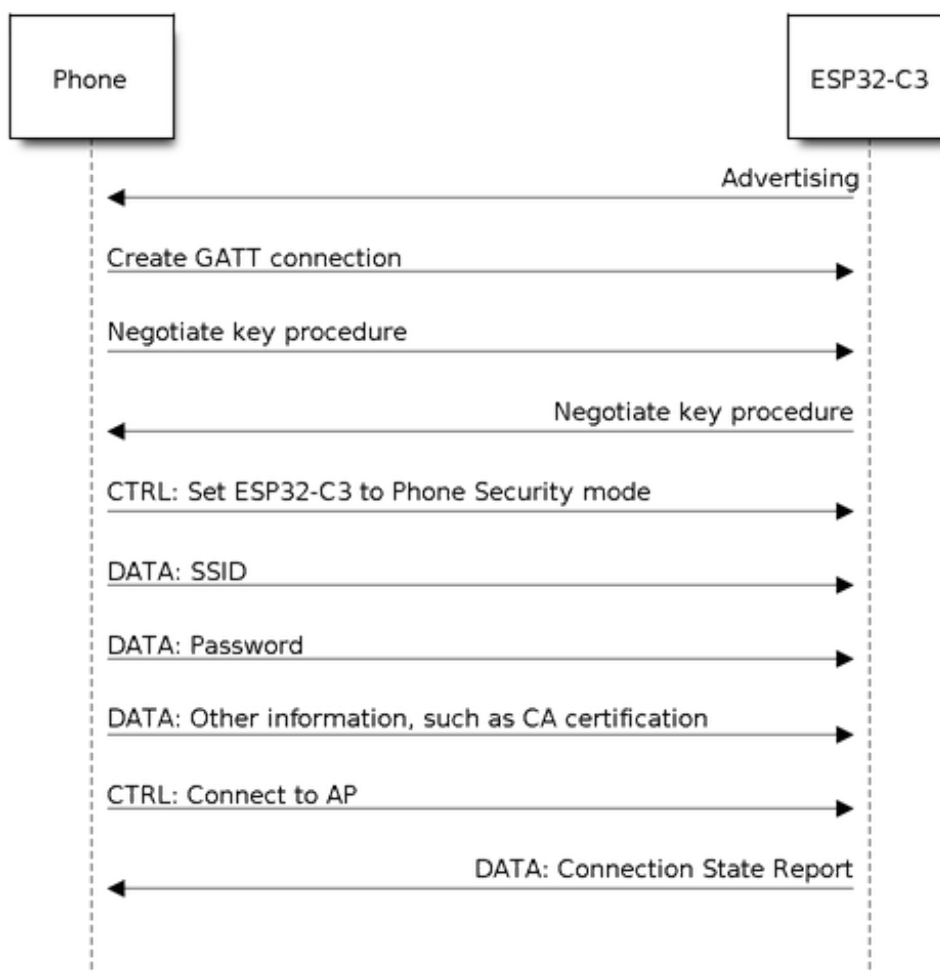 Phone
ESP32-C3
Advertising
Create GATT connection
Negotiate key procedure
Negotiate key procedure
CTRL: Set ESP32-C3 to Phone Security mode
DATA: SSID
DATA: Password
DATA: Other information, such as CA certification
CTRL: Connect to AP
DATA: Connection State Report